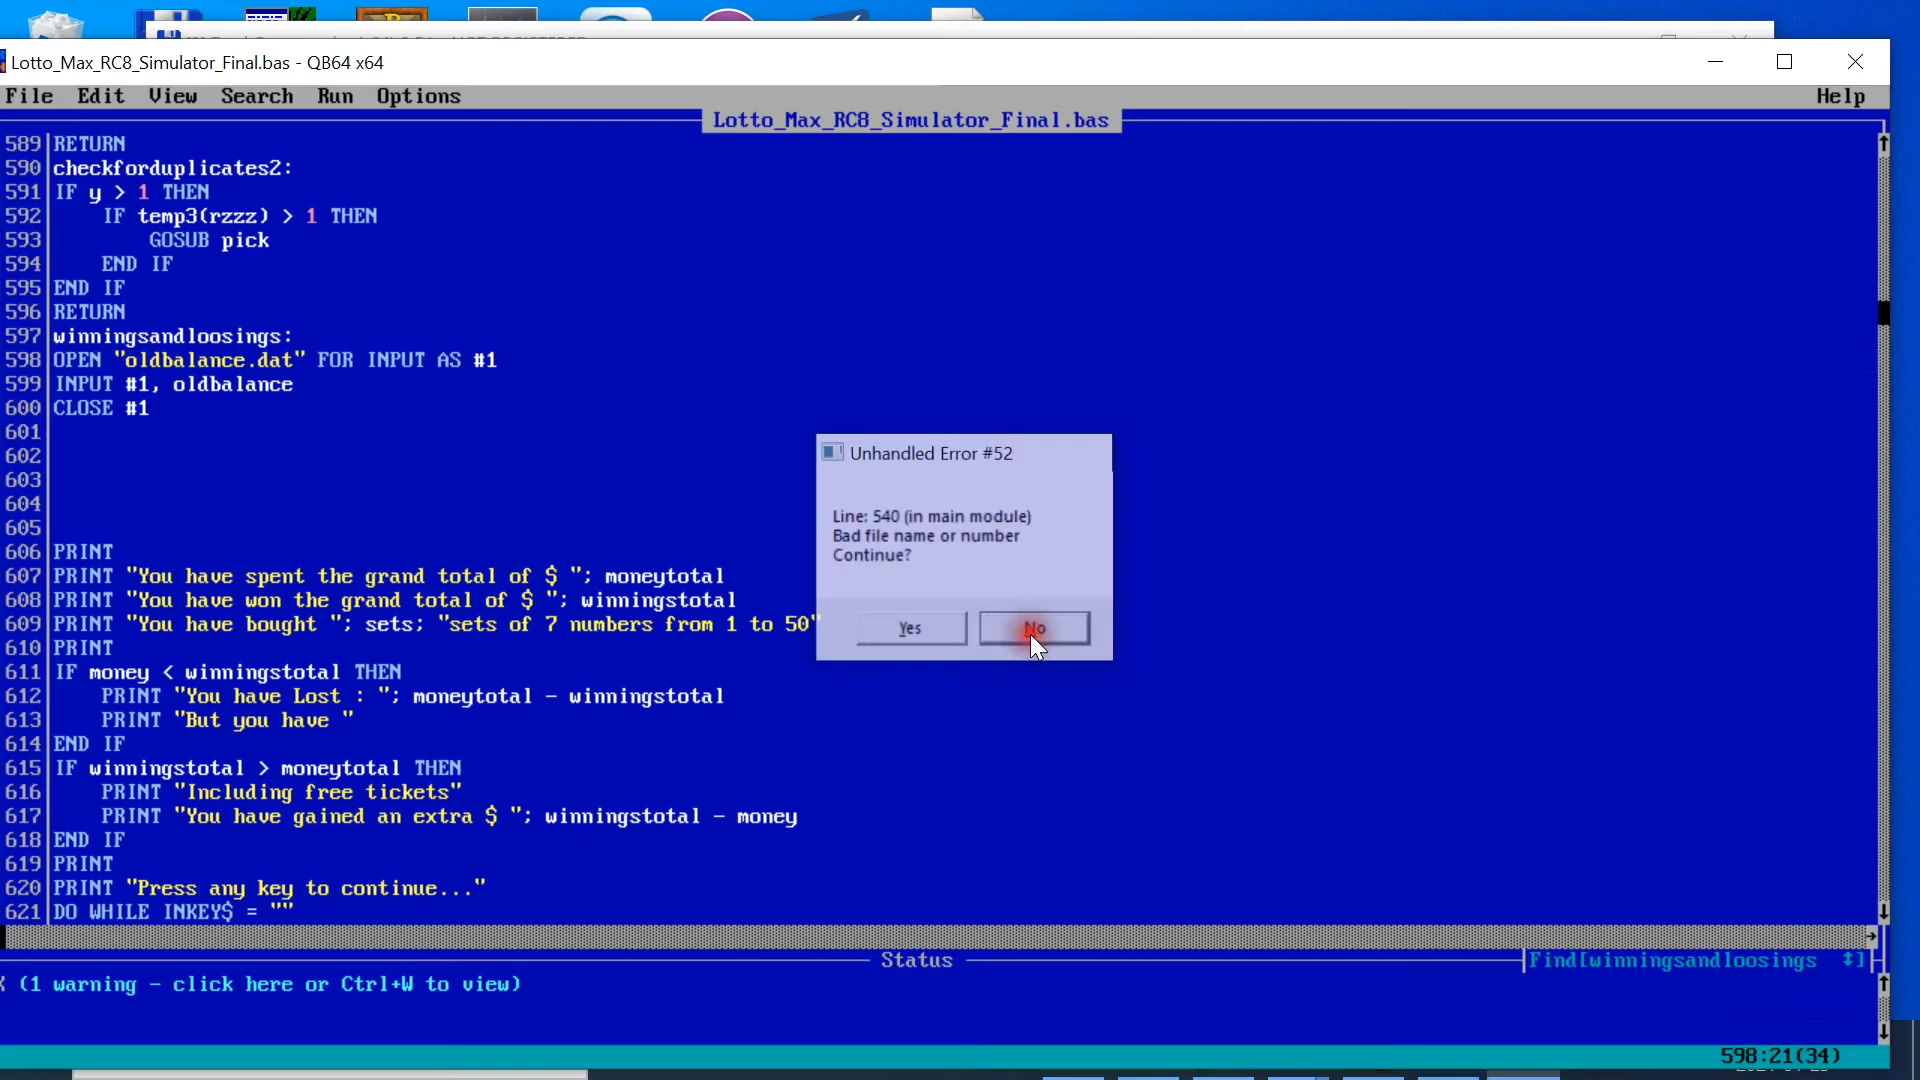 Lotto_Max_RC8_Simulator_Final.bas - QB64 x64
File Edit View Search Run Options Help
Lotto_Max_RC8_Simulator_Final.bas
589 RETURN
590 checkforduplicates2:
591 IF y > 1 THEN
592 IF temp3(rzzz) > 1 THEN
593 GOSUB pick
594 END IF
595 END IF
596 RETURN
597 winningsandloosings:
598 OPEN "oldbalance.dat" FOR INPUT AS #1
599 INPUT #1, oldbalance
600 CLOSE #1
601
602
603
604
605
606 PRINT
607 PRINT "You have spent the grand total of $ "; moneytotal
608 PRINT "You have won the grand total of $ "; winningstotal
609 PRINT "You have bought "; sets; "sets of 7 numbers from 1 to 50"
610 PRINT
611 IF money < winningstotal THEN
612 PRINT "You have Lost : "; moneytotal - winningstotal
613 PRINT "But you have "
614 END IF
615 IF winningstotal > moneytotal THEN
616 PRINT "Including free tickets"
617 PRINT "You have gained an extra $ "; winningstotal - money
618 END IF
619 PRINT
620 PRINT "Press any key to continue..."
621 DO WHILE INKEY$ = ""
Unhandled Error #52
Line: 540 (in main module)
Bad file name or number
Continue?
Yes No
Status
Find[winningsandloosings ]
(1 warning - click here or Ctrl+W to view)
598:21(34)